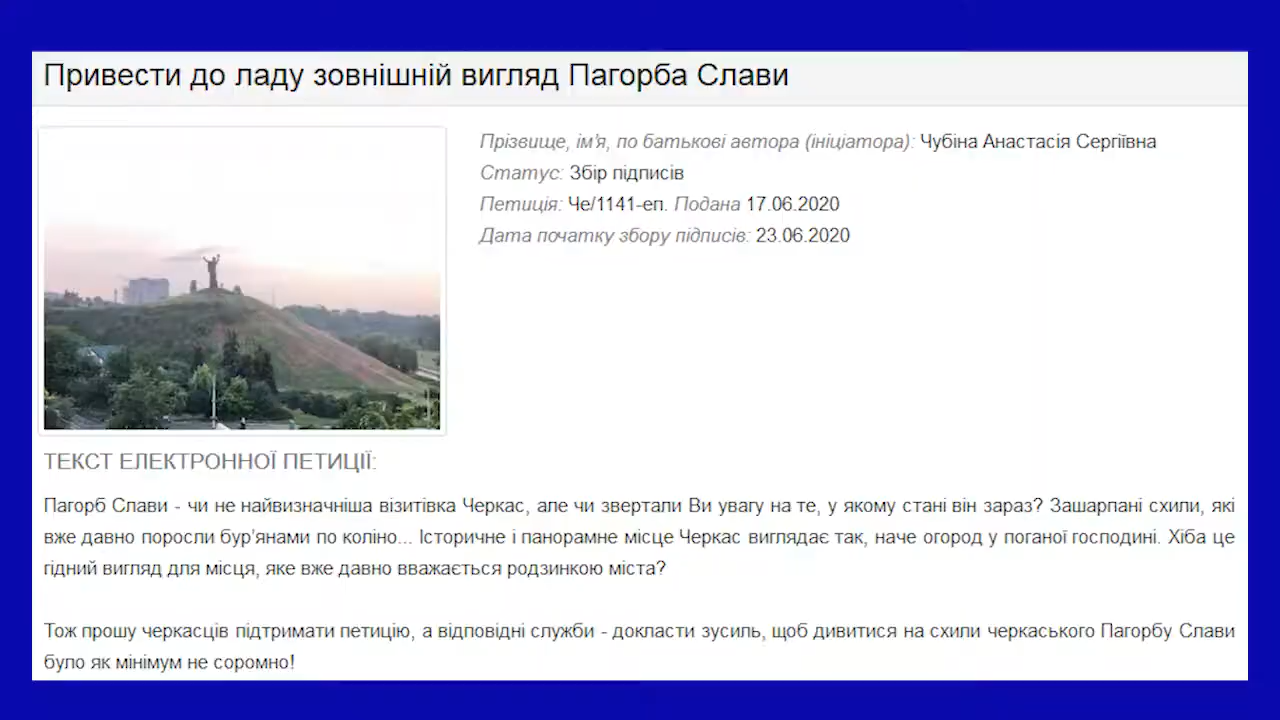 Привести до ладу зовнішній вигляд Пагорба Слави
Прізвище, ім'я, по батькові автора (ініціатора): Чубіна Анастасія Сергіївна
Статус: Збір підписів
Петиція: Че/1141-еп. Подана 17.06.2020
Дата початку збору підписів: 23.06.2020
ТЕКСТ ЕЛЕКТРОННОЇ ПЕТИЦІЇ:
Пагорб Слави - чи не найвизначніша візитівка Черкас, але чи звертали Ви увагу на те, у якому стані він зараз? Зашарпані схили, які
вже давно поросли бур'янами по коліно... Історичне і панорамне місце Черкас виглядає так, наче огород у поганої господині. Хіба це
гідний вигляд для місця, яке вже давно вважається родзинкою міста?
Тож прошу черкасців підтримати петицію, а відповідні служби - докласти зусиль, щоб дивитися на схили черкаського Пагорбу Слави
було як мінімум не соромно!